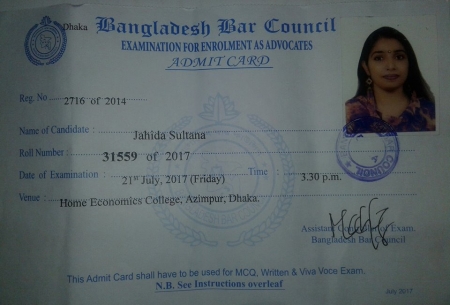 Dhaka Bangladesh Bar Council
EXAMINATION FOR ENROLMENT AS ADVOCATES
ADMIT CARD
Reg. No 2716 of 2014
Name of Candidate : Jahida Sultana
Roll Number : 31559 of 2017
Date of Examination : 21st July, 2017 (Friday) Time : 3.30 p.m.
Venue : Home Economics College, Azimpur, Dhaka.
Assistant of Exam.
Bangladesh Bar Council
This Admit Card shall have to be used for MCQ, Written & Viva Voce Exam.
N.B. See Instructions overleaf
July 2017